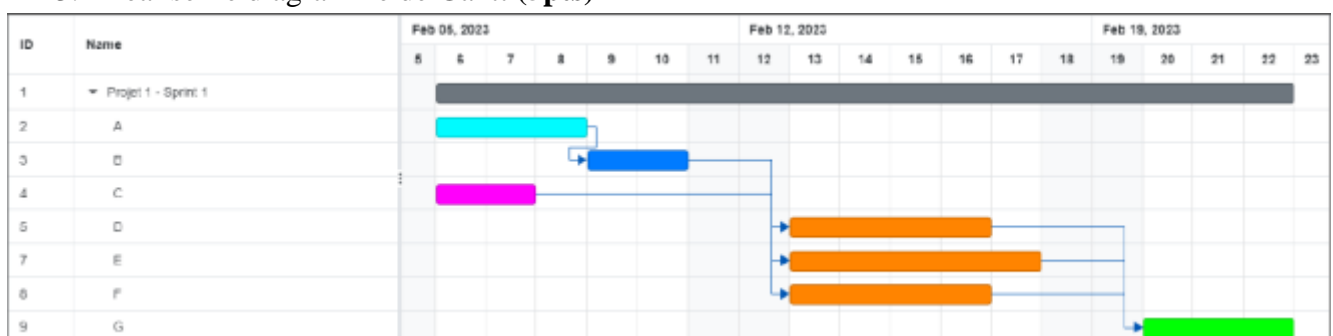 Feb 05, 2023 Feb 12, 2023 Feb 19, 2023
ID Name
5 6 7 8 9 10 11 12 13 14 15 16 17 18 19 20 21 22 23
1 Projet 1 - Sprint 1
2 A
3 B
4 C
5 D
7 E
8 F
9 G